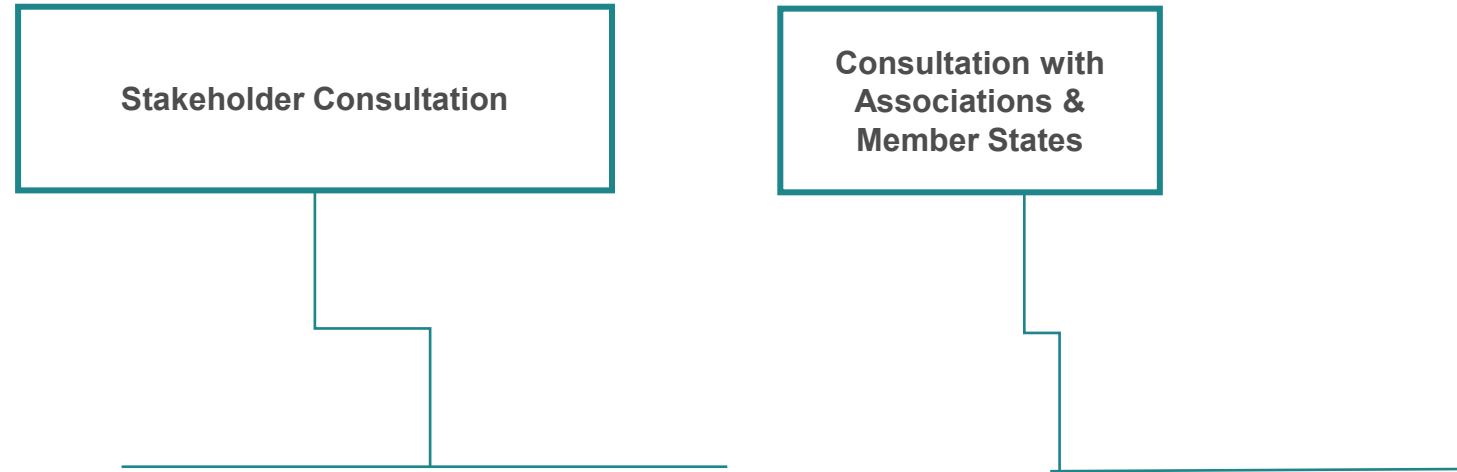 Stakeholder Consultation
Consultation with
Associations &
Member States